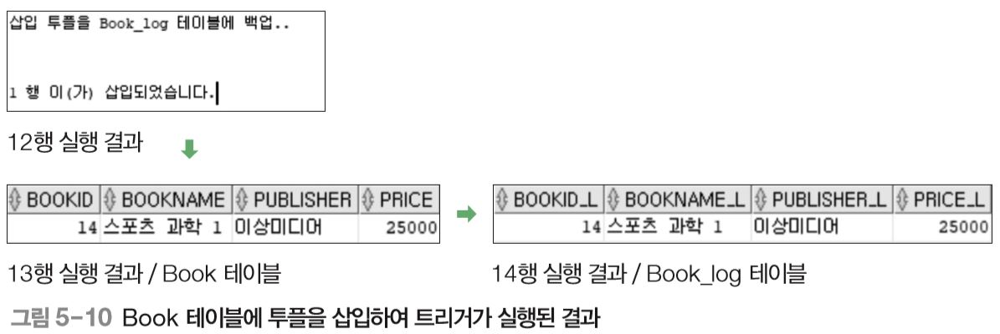 삽입 투플을 Book_log 테이블에 백업..
1 행 이(가) 삽입되었습니다.
12행 실행 결과
BOOKID BOOKNAME PUBLISHER PRICE
14 스포츠 과학 1 이상미디어 25000
BOOKID_L BOOKNAME_L PUBLISHER_L PRICE_L
14 스포츠 과학 1 이상미디어 25000
13행 실행 결과 / Book 테이블
14행 실행 결과 / Book_log 테이블
그림 5-10 Book 테이블에 투플을 삽입하여 트리거가 실행된 결과